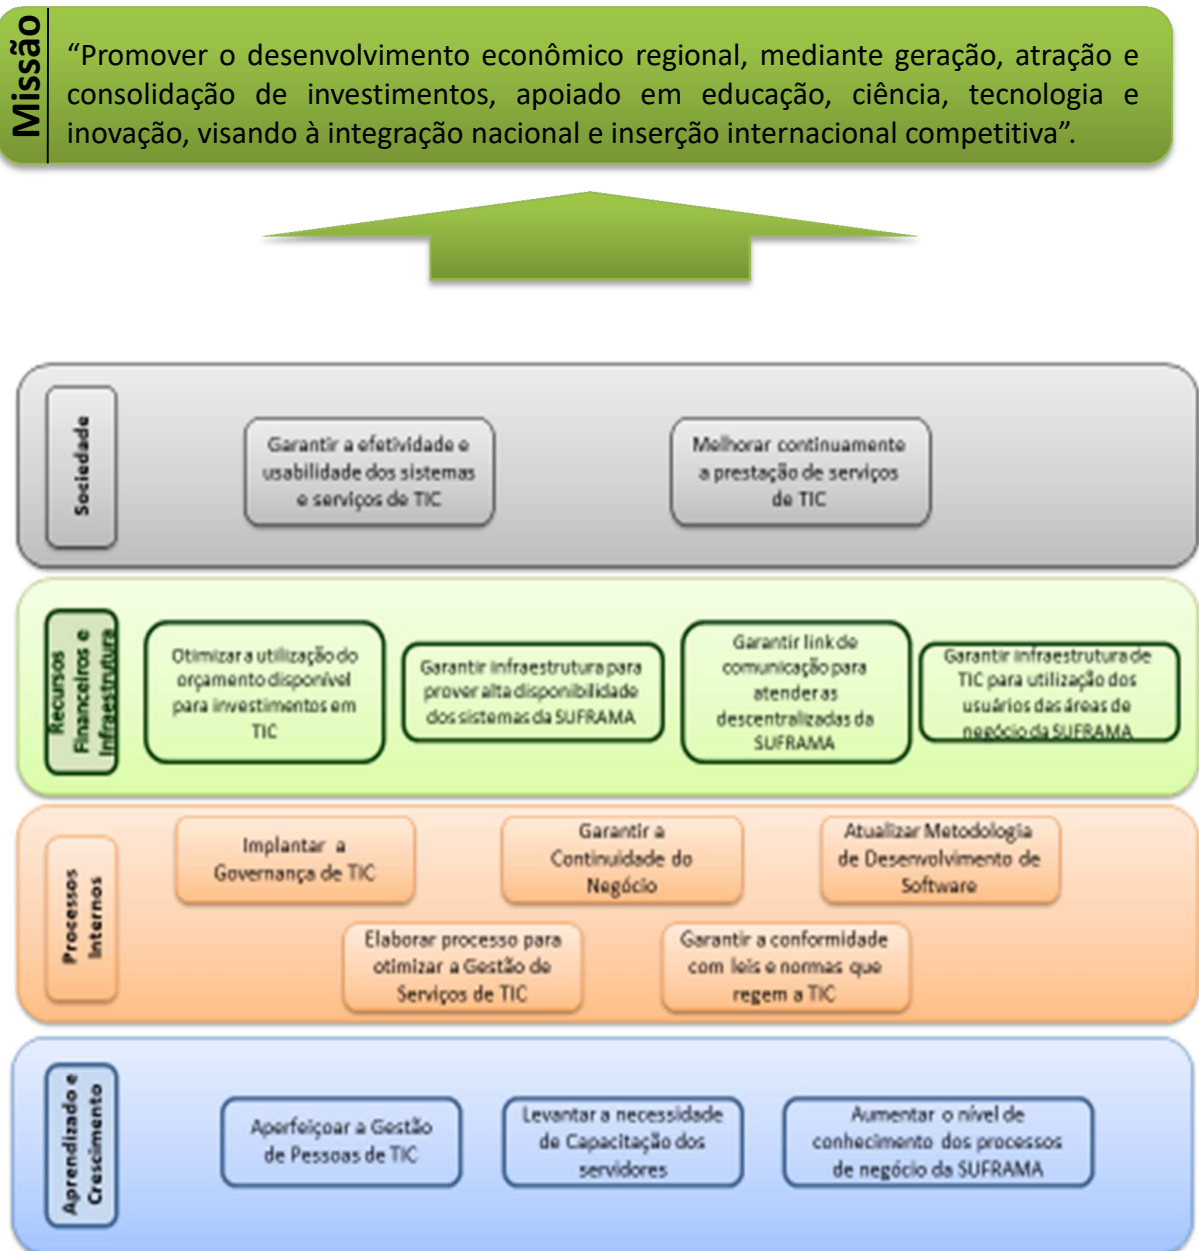 Missão
“Promover o desenvolvimento econômico regional, mediante geração, atração e
consolidação de investimentos, apoiado em educação, ciência, tecnologia e
inovação, visando à integração nacional e inserção internacional competitiva”.
Sociedade
Garantir a efetividade e
usabilidade dos sistemas
e serviços de TIC
Melhorar continuamente
a prestação de serviços
de TIC
Recursos
Financeiros e
Infraestrutura
Otimizar a utilização do
orçamento disponível
para investimentos em
TIC
Garantir infraestrutura para
prover alta disponibilidade
dos sistemas da SUFRAMA
Garantir link de
comunicação para
atender as
descentralizadas da
SUFRAMA
Garantir infraestrutura de
TIC para utilização dos
usuários das áreas de
negócio da SUFRAMA
Processos
Internos
Implantar a
Governança de TIC
Garantir a
Continuidade do
Negócio
Atualizar Metodologia
de Desenvolvimento de
Software
Elaborar processo para
otimizar a Gestão de
Serviços de TIC
Garantir a conformidade
com leis e normas que
regem a TIC
Aprendizado e
Crescimento
Aperfeiçoar a Gestão
de Pessoas de TIC
Levantar a necessidade
de Capacitação dos
servidores
Aumentar o nível de
conhecimento dos processos
de negócio da SUFRAMA